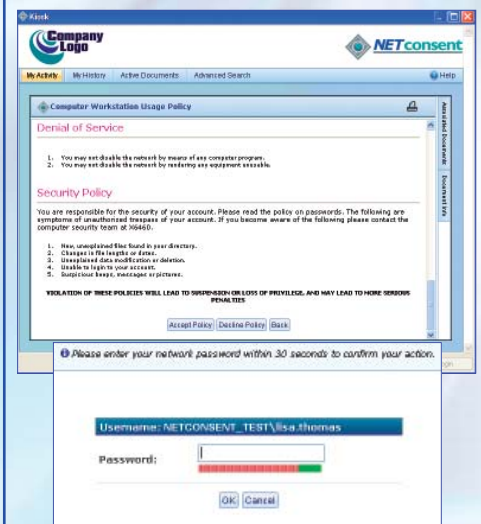 Kiosk
Company
Logo
NETconsent
My Activity My History Active Documents Advanced Search Help
Computer Workstation Usage Policy
Associated Documents
Document Info
Denial of Service
1. You may not disable the network by means of any computer program.
2. You may not disable the network by rendering any equipment unusable.
Security Policy
You are responsible for the security of your account. Please read the policy on passwords. The following are
symptoms of unauthorized trespass of your account. If you become aware of the following please contact the
computer security team at X6460.
1. New, unexplained files found in your directory.
2. Changes in file lengths or dates.
3. Unexplained data modification or deletion.
4. Unable to login to your account.
5. Suspicious beeps, messages or pictures.
VIOLATION OF THESE POLICIES WILL LEAD TO SUSPENSION OR LOSS OF PRIVILEGE, AND MAY LEAD TO MORE SERIOUS
PENALTIES
Accept Policy Decline Policy Back
Please enter your network password within 30 seconds to confirm your action.
Username: NETCONSENT_TEST\lisa.thomas
Password:
OK Cancel